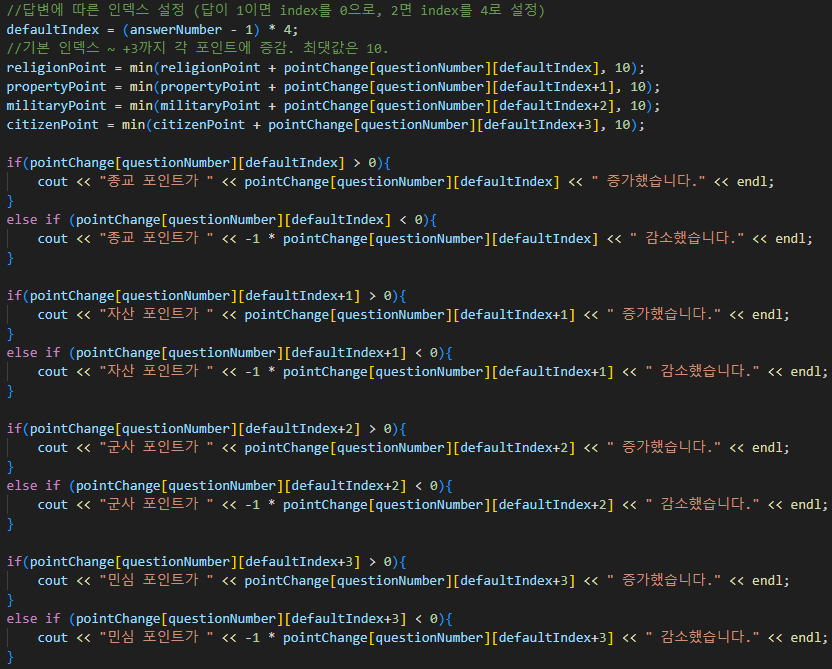 //답변에 따른 인덱스 설정 (답이 1이면 index를 0으로, 2면 index를 4로 설정)
defaultIndex = (answerNumber - 1) * 4;
//기본 인덱스 ~ +3까지 각 포인트에 증감. 최댓값은 10.
religionPoint = min(religionPoint + pointChange[questionNumber][defaultIndex], 10);
propertyPoint = min(propertyPoint + pointChange[questionNumber][defaultIndex+1], 10);
militaryPoint = min(militaryPoint + pointChange[questionNumber][defaultIndex+2], 10);
citizenPoint = min(citizenPoint + pointChange[questionNumber][defaultIndex+3], 10);
if(pointChange[questionNumber][defaultIndex] > 0){
cout << "종교 포인트가 " << pointChange[questionNumber][defaultIndex] << " 증가했습니다." << endl;
}
else if (pointChange[questionNumber][defaultIndex] < 0){
cout << "종교 포인트가 " << -1 * pointChange[questionNumber][defaultIndex] << " 감소했습니다." << endl;
}
if(pointChange[questionNumber][defaultIndex+1] > 0){
cout << "자산 포인트가 " << pointChange[questionNumber][defaultIndex+1] << " 증가했습니다." << endl;
}
else if (pointChange[questionNumber][defaultIndex+1] < 0){
cout << "자산 포인트가 " << -1 * pointChange[questionNumber][defaultIndex+1] << " 감소했습니다." << endl;
}
if(pointChange[questionNumber][defaultIndex+2] > 0){
cout << "군사 포인트가 " << pointChange[questionNumber][defaultIndex+2] << " 증가했습니다." << endl;
}
else if (pointChange[questionNumber][defaultIndex+2] < 0){
cout << "군사 포인트가 " << -1 * pointChange[questionNumber][defaultIndex+2] << " 감소했습니다." << endl;
}
if(pointChange[questionNumber][defaultIndex+3] > 0){
cout << "민심 포인트가 " << pointChange[questionNumber][defaultIndex+3] << " 증가했습니다." << endl;
}
else if (pointChange[questionNumber][defaultIndex+3] < 0){
cout << "민심 포인트가 " << -1 * pointChange[questionNumber][defaultIndex+3] << " 감소했습니다." << endl;
}